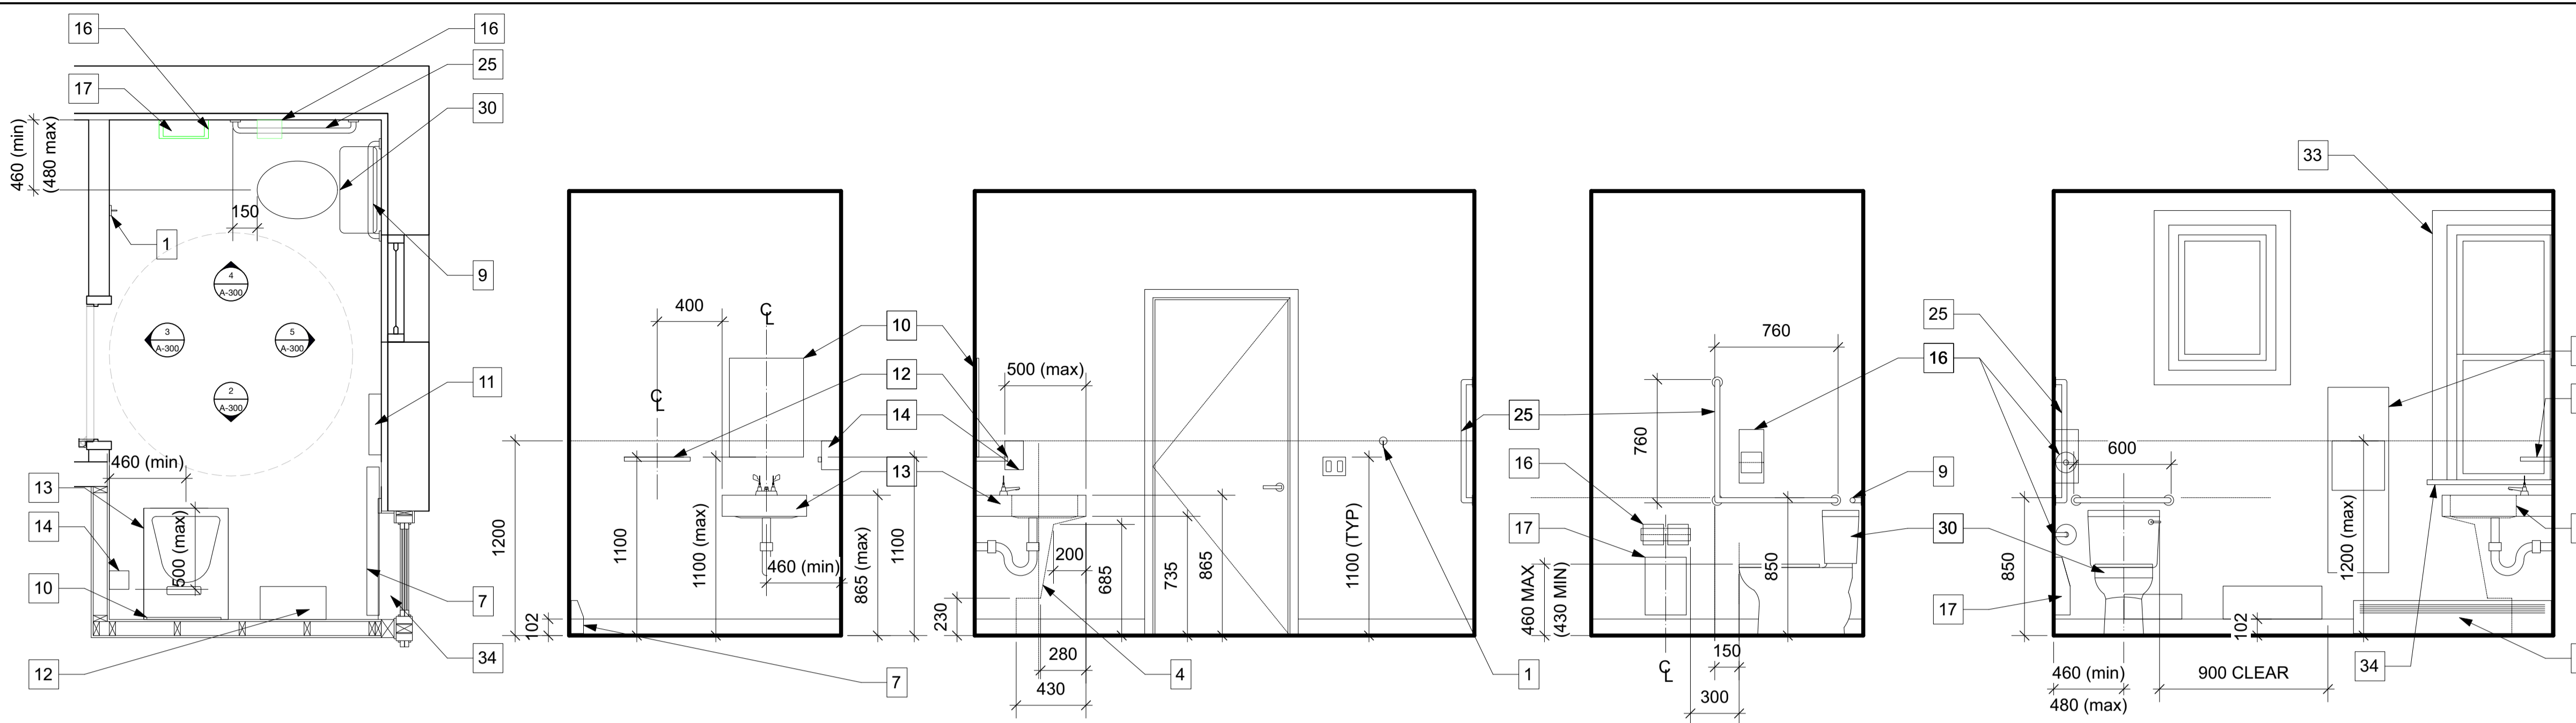 16
16
25
17
30
460 (min)
(480 max)
150
1
9
4
A-300
3
A-300
5
A-300
2
A-300
11
460 (min)
13
500 (max)
14
10
7
12
34
400
C
L
C
L
10
12
14
13
1200
1100
1100 (max)
460 (min)
865 (max)
1100
102
7
500 (max)
200
685
735
865
230
280
430
4
1100 (TYP)
1
25
760
760
16
16
9
17
30
460 MAX
(430 MIN)
850
150
C
L
300
33
25
16
600
850
1200 (max)
17
102
460 (min)
480 (max)
900 CLEAR
34